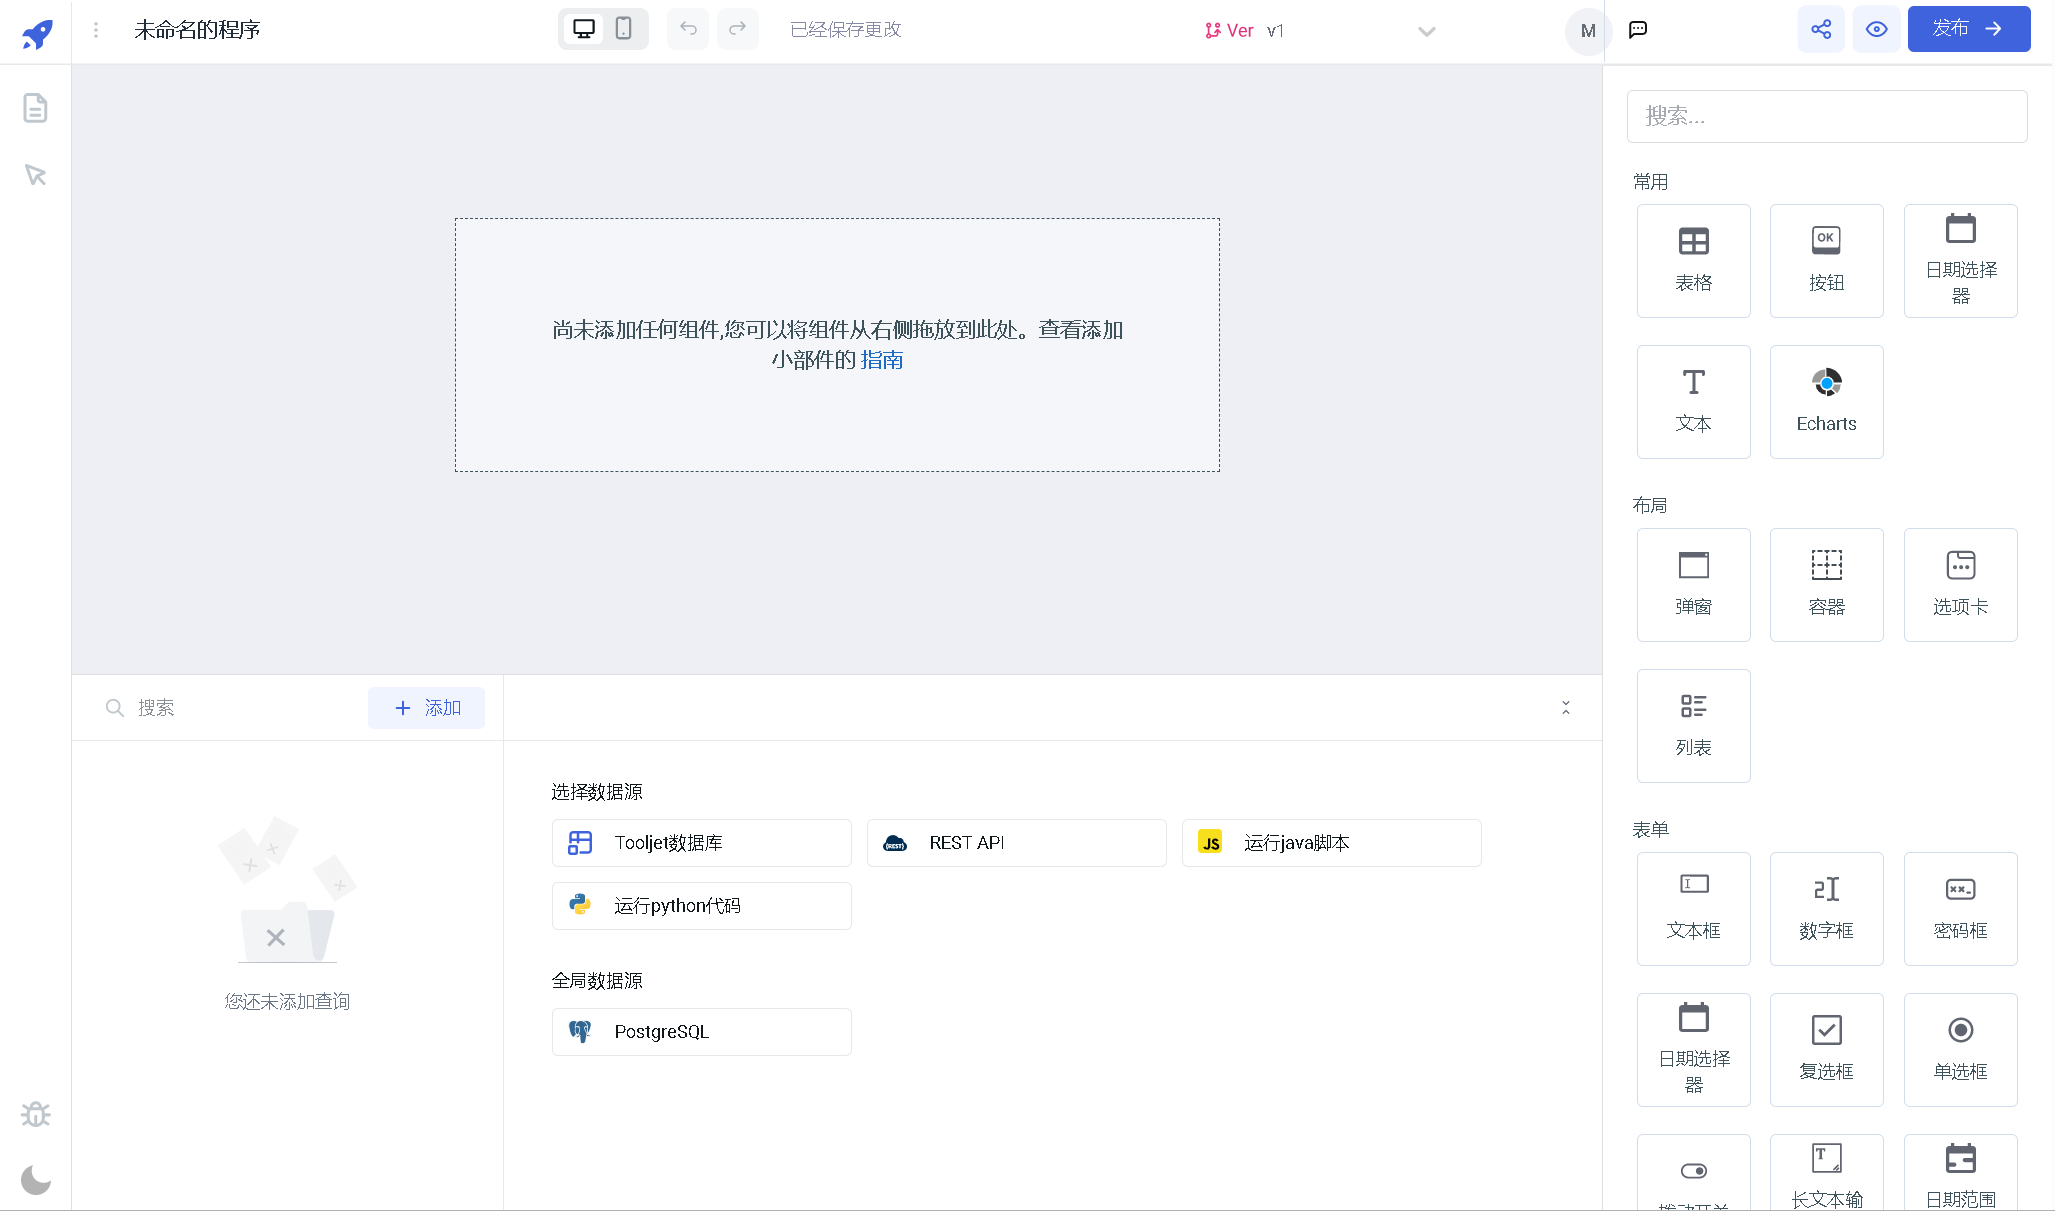 未命名的程序
已经保存更改
Ver v1
M
发布
搜索...
常用
表格
按钮
日期选择
器
文本
Echarts
尚未添加任何组件,您可以将组件从右侧拖放到此处。查看添加
小部件的 指南
布局
弹窗
容器
选项卡
列表
搜索
添加
您还未添加查询
选择数据源
Tooljet数据库
REST API
JS 运行java脚本
运行python代码
全局数据源
PostgreSQL
表单
文本框
数字框
密码框
日期选择
器
复选框
单选框
长文本输
日期范围